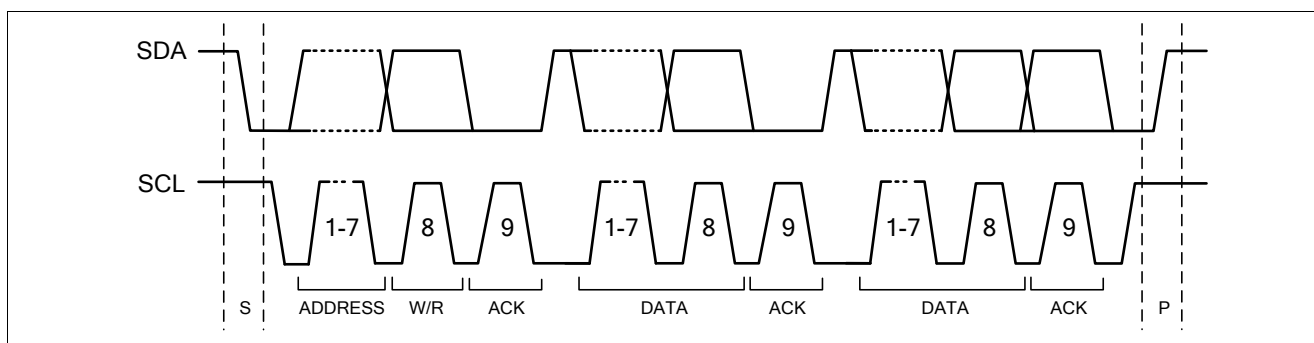 SDA
SCL
1-7 8 9 1-7 8 9 1-7 8 9
S ADDRESS W/R ACK DATA ACK DATA ACK P